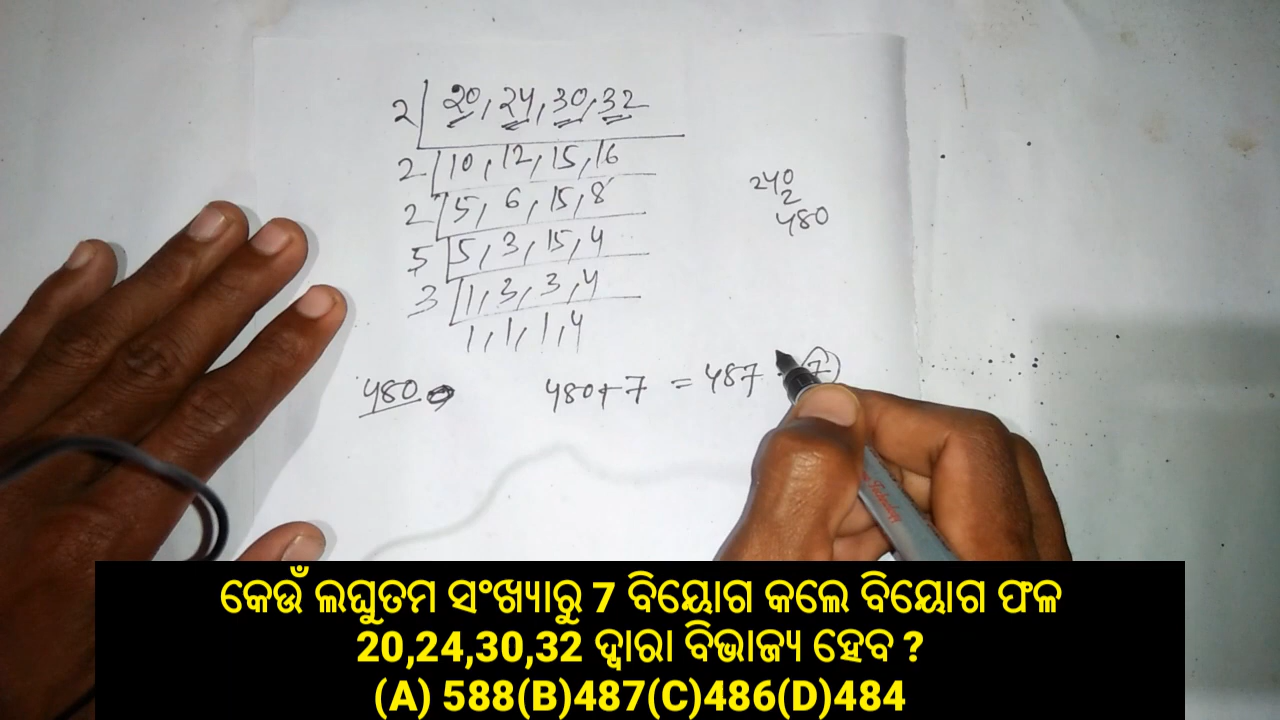 2 20, 24, 30, 32
2 10, 12, 15, 16
2 5, 6, 15, 8
5 5, 3, 15, 4
3 1, 3, 3, 4
1, 1, 1, 4
240
2
480
480
480+7 = 487 - 7
କେଉଁ ଲଘୁତମ ସଂଖ୍ୟାରୁ 7 ବିୟୋଗ କଲେ ବିୟୋଗ ଫଳ
20,24,30,32 ଦ୍ୱାରା ବିଭାଜ୍ୟ ହେବ ?
(A) 588(B)487(C)486(D)484